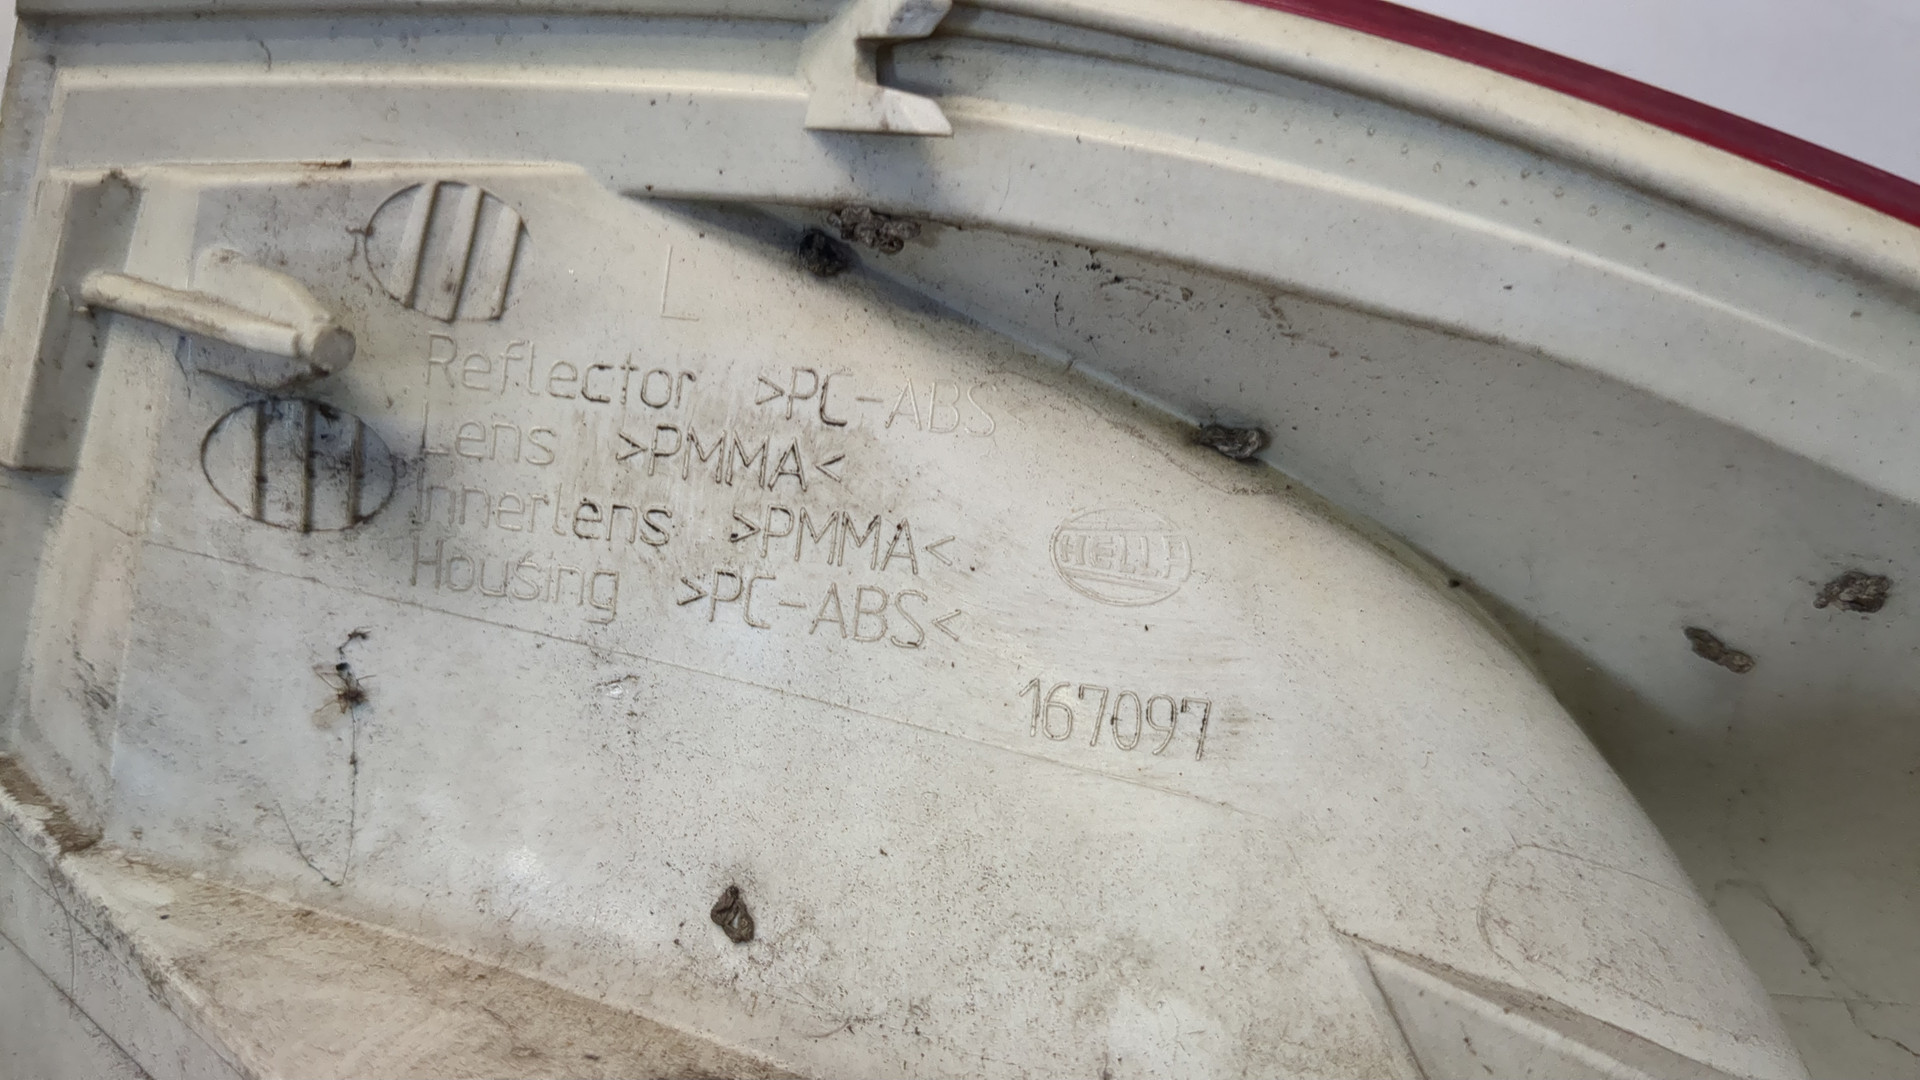 L
Reflector >PC-ABS
Lens >PMMA<
Innerlens >PMMA<
Housing >PC-ABS<
HELLA
167097